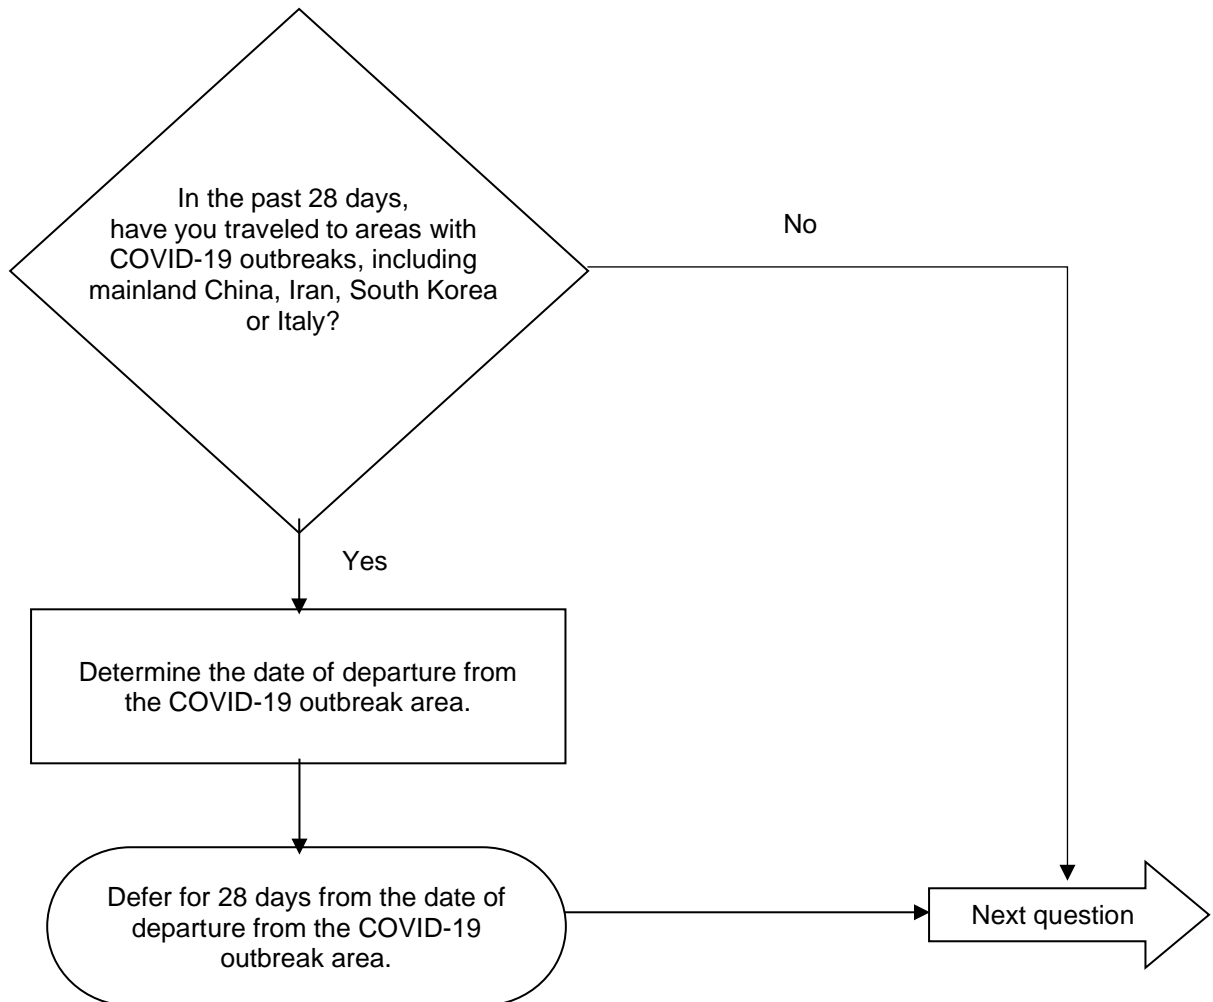 In the past 28 days,
have you traveled to areas with
COVID-19 outbreaks, including
mainland China, Iran, South Korea
or Italy?
No
Yes
Determine the date of departure from
the COVID-19 outbreak area.
Defer for 28 days from the date of
departure from the COVID-19
outbreak area.
Next question